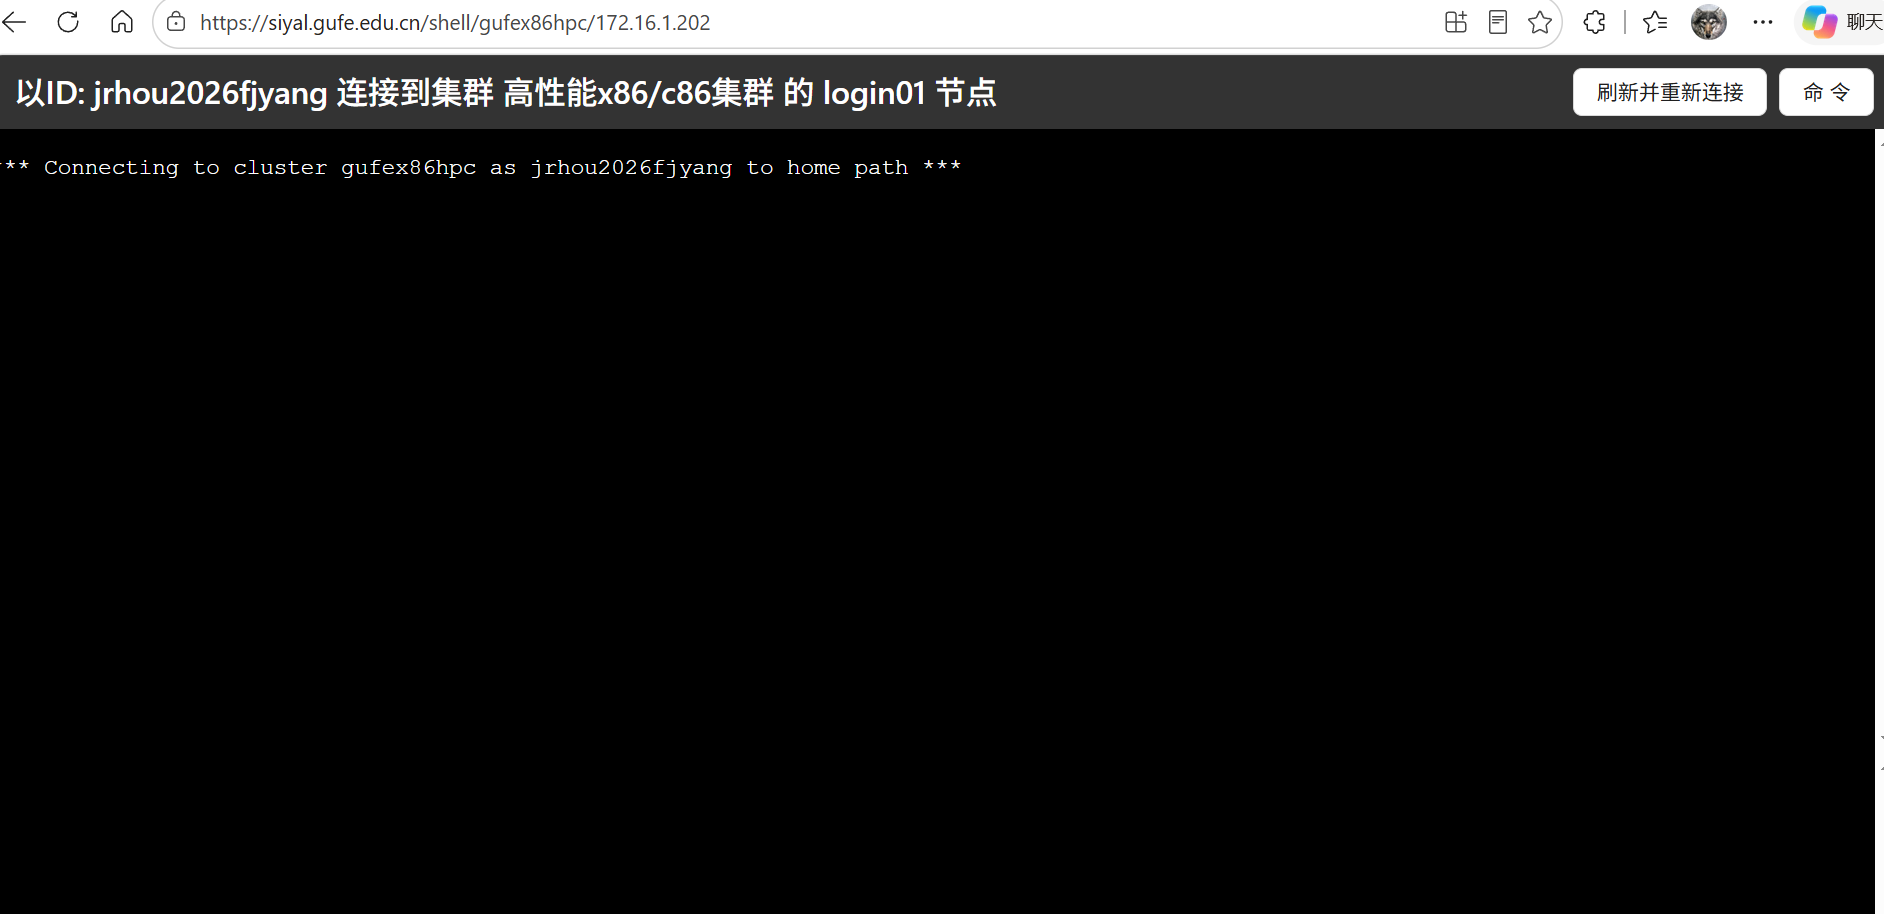 https://siyal.gufe.edu.cn/shell/gufex86hpc/172.16.1.202
聊天
以ID: jrhou2026fjyang 连接到集群 高性能x86/c86集群 的 login01 节点
刷新并重新连接
命 令
*** Connecting to cluster gufex86hpc as jrhou2026fjyang to home path ***